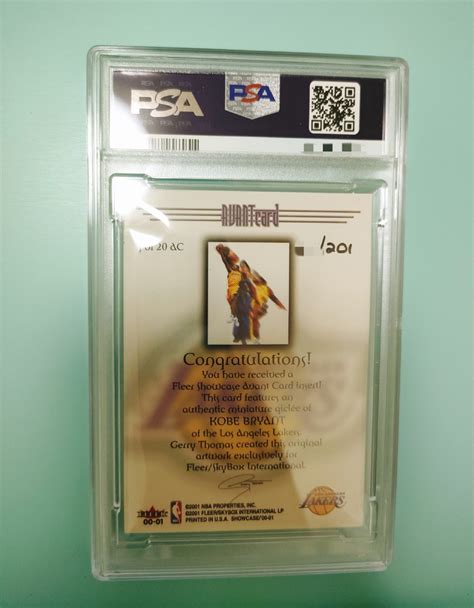 PSA
PSA
AVANTcard
of 20 AC
/201
Congratulations!
You have received a
Fleer Showcase Avant Card Insert!
This card features an
authentic miniature giclée of
KOBE BRYANT
of the Los Angeles Lakers.
Gerry Thomas created this original
artwork exclusively for
Fleer/SkyBox International.
FLEER
00-01
NBA
©2001 NBA PROPERTIES, INC.
©2001 FLEER/SKYBOX INTERNATIONAL LP
PRINTED IN U.S.A. SHOWCASE/'00-01
LAKERS